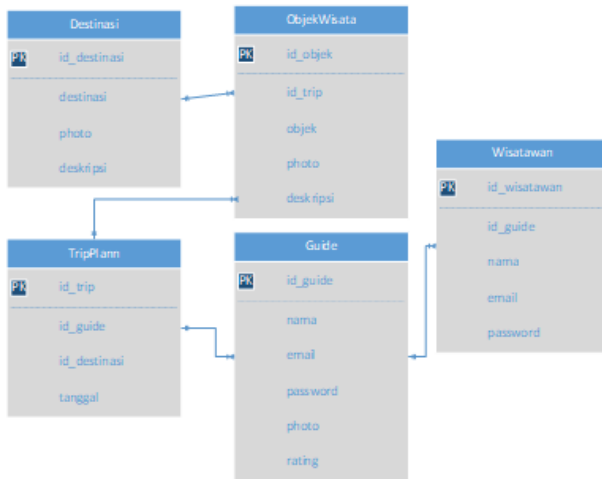 Destinasi
PK id_destinasi
destinasi
photo
deskripsi
ObjekWisata
PK id_objek
id_trip
objek
photo
deskripsi
Wisatawan
PK id_wisatawan
id_guide
nama
email
password
TripPlann
PK id_trip
id_guide
id_destinasi
tanggal
Guide
PK id_guide
nama
email
password
photo
rating